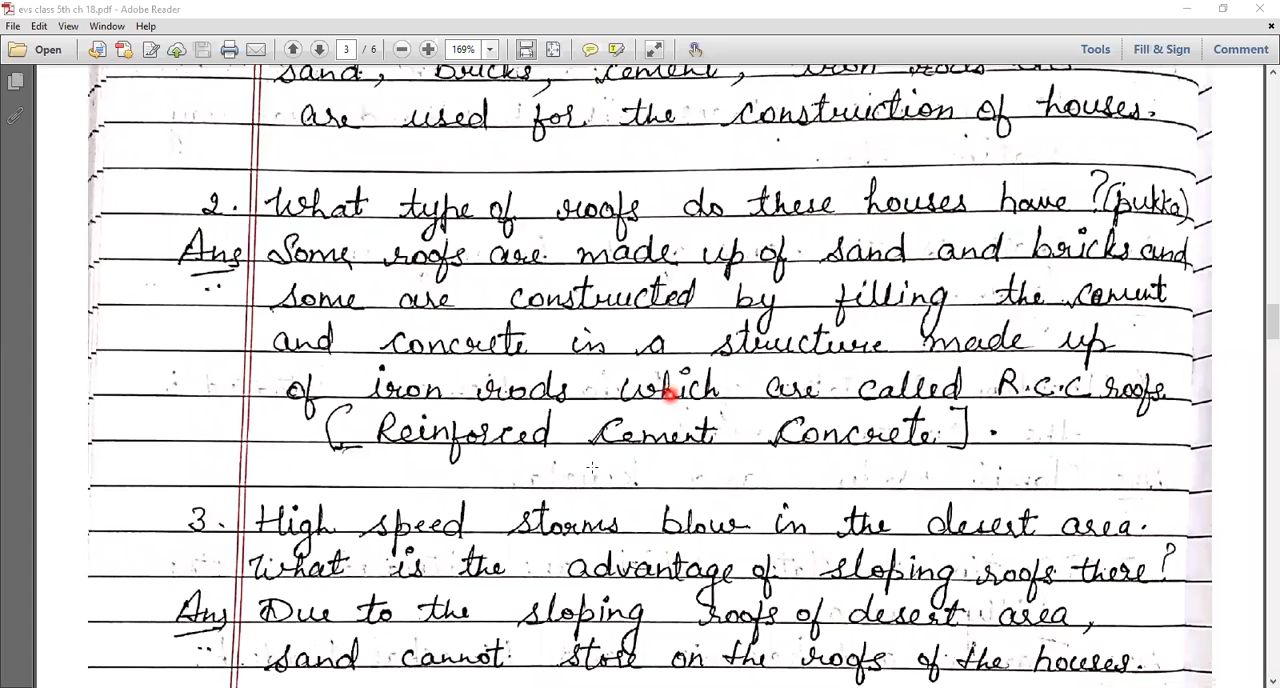 evs class 5th ch 18.pdf - Adobe Reader
File Edit View Window Help
Open 3 / 6 169% Tools Fill & Sign Comment
sand, bricks, cement, iron rods
are used for the construction of houses.
2. What type of roofs do these houses have? (pukka)
Ans Some roofs are made up of sand and bricks and
some are constructed by filling the cement
and concrete in a structure made up
of iron rods which are called R.C.C roofs
[Reinforced Cement Concrete].
3. High speed storms blow in the desert area.
What is the advantage of sloping roofs there?
Ans Due to the sloping roofs of desert area,
sand cannot store on the roofs of the houses.